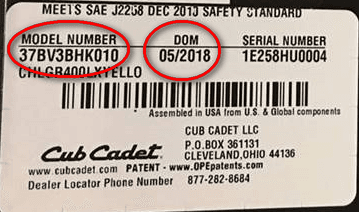 MEETS SAE J2258 DEC 2013 SAFETY STANDARD
MODEL NUMBER DOM SERIAL NUMBER
37BV3BHK010 05/2018 1E258HU0004
CHLGR400LXYELLO
Assembled in USA from U.S. & Global components
CUB CADET LLC
P.O.BOX 361131
Cub Cadet. CLEVELAND,OHIO 44136
www.cubcadet.com PATENT - www.OPEpatents.com
Dealer Locator Phone Number 877-282-8684